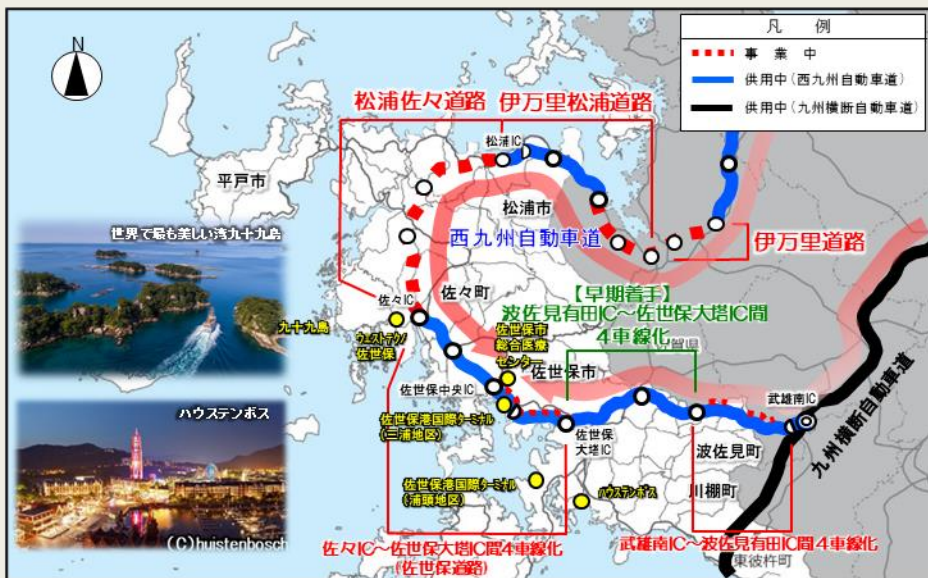 凡　例
事　業　中
供用中(西九州自動車道)
供用中(九州横断自動車道)
N
松浦佐々道路
伊万里松浦道路
松浦IC
平戸市
松浦市
西九州自動車道
伊万里道路
世界で最も美しい湾九十九島
佐々町
佐々IC
【早期着手】
波佐見有田IC～佐世保大塔IC間
4車線化
九十九島
ウエストテクノ
佐世保
佐世保市
総合医療
センター
佐賀県
佐世保市
佐世保中央IC
武雄南IC
ハウステンボス
佐世保港国際ターミナル
(三浦地区)
佐世保
大塔IC
波佐見町
九州横断自動車道
佐世保港国際ターミナル
(浦頭地区)
ハウステンボス
川棚町
(C)huistenbosch
佐々IC～佐世保大塔IC間4車線化
(佐世保道路)
武雄南IC～波佐見有田IC間4車線化
東彼杵町